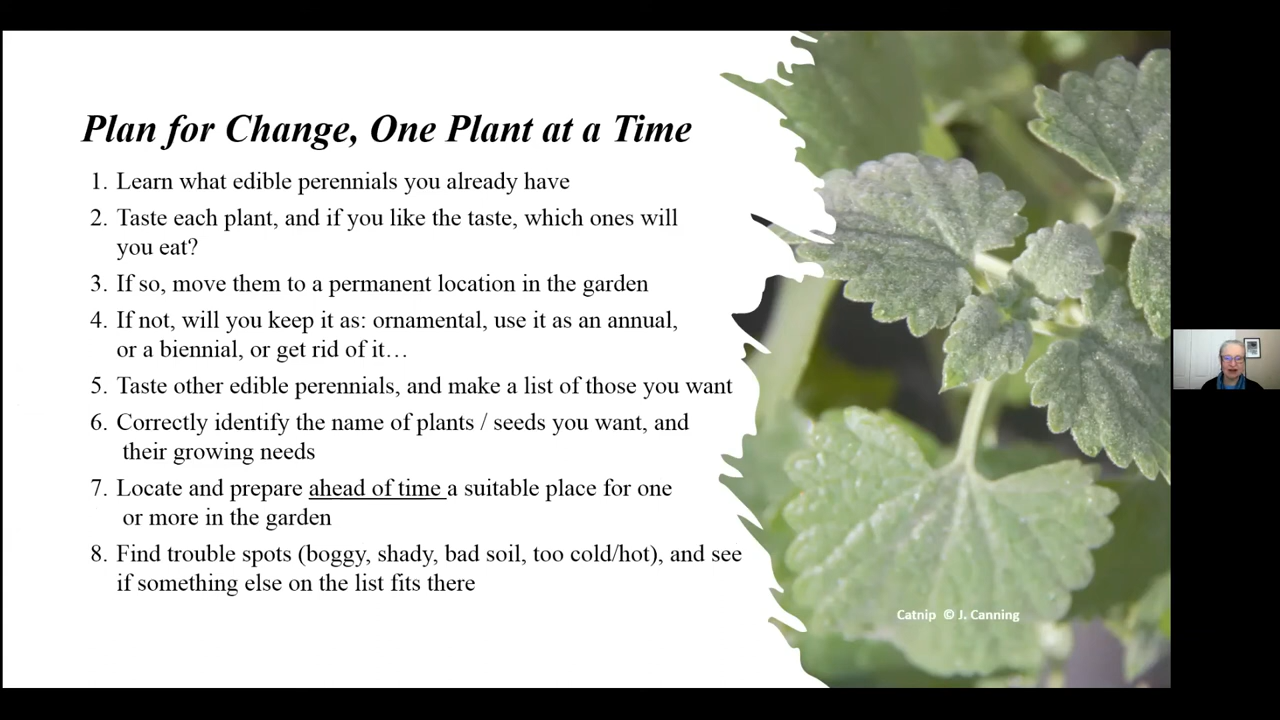 Plan for Change, One Plant at a Time
1. Learn what edible perennials you already have
2. Taste each plant, and if you like the taste, which ones will
you eat?
3. If so, move them to a permanent location in the garden
4. If not, will you keep it as: ornamental, use it as an annual,
or a biennial, or get rid of it…
5. Taste other edible perennials, and make a list of those you want
6. Correctly identify the name of plants / seeds you want, and
their growing needs
7. Locate and prepare ahead of time a suitable place for one
or more in the garden
8. Find trouble spots (boggy, shady, bad soil, too cold/hot), and see
if something else on the list fits there
Catnip © J. Canning